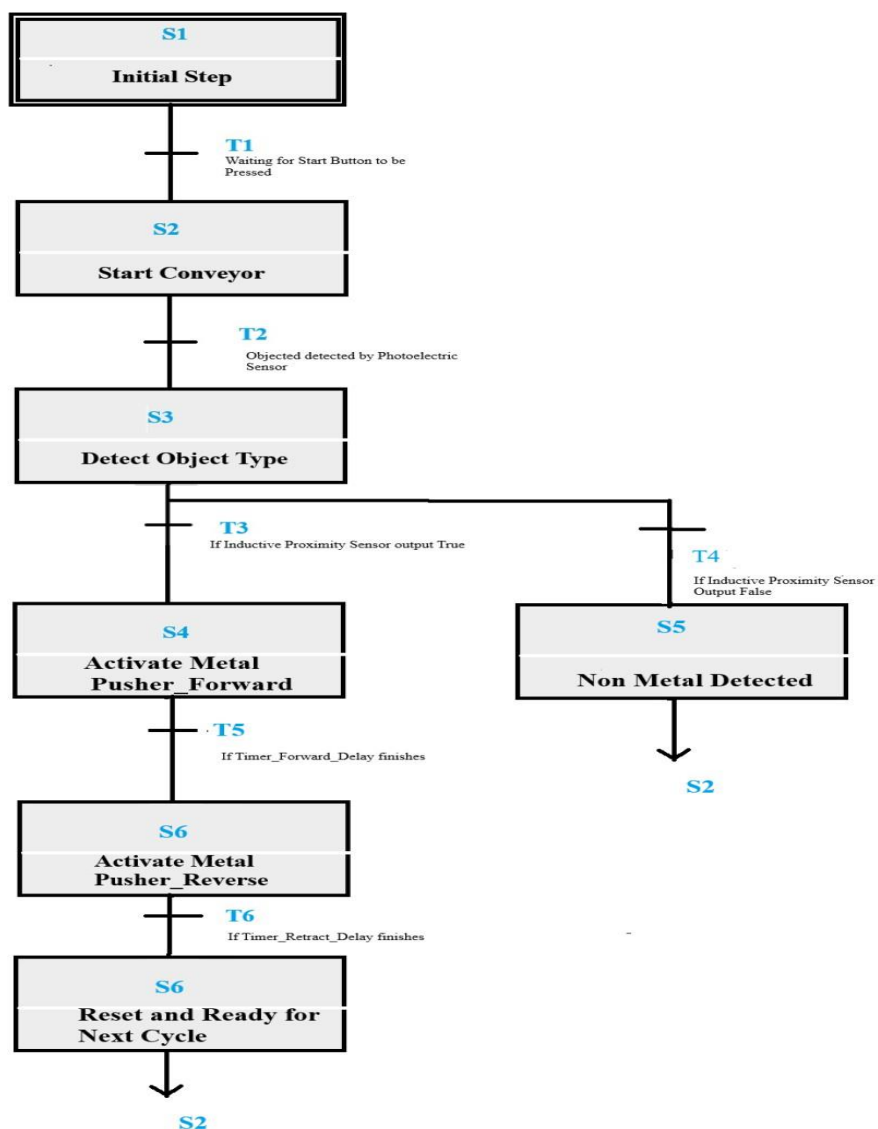 S1
Initial Step
T1
Waiting for Start Button to be
Pressed
S2
Start Conveyor
T2
Objected detected by Photoelectric
Sensor
S3
Detect Object Type
T3
If Inductive Proximity Sensor output True
T4
If Inductive Proximity Sensor
Output False
S4
Activate Metal
Pusher_Forward
S5
Non Metal Detected
T5
If Timer_Forward_Delay finishes
S2
S6
Activate Metal
Pusher_Reverse
T6
If Timer_Retract_Delay finishes
S6
Reset and Ready for
Next Cycle
S2